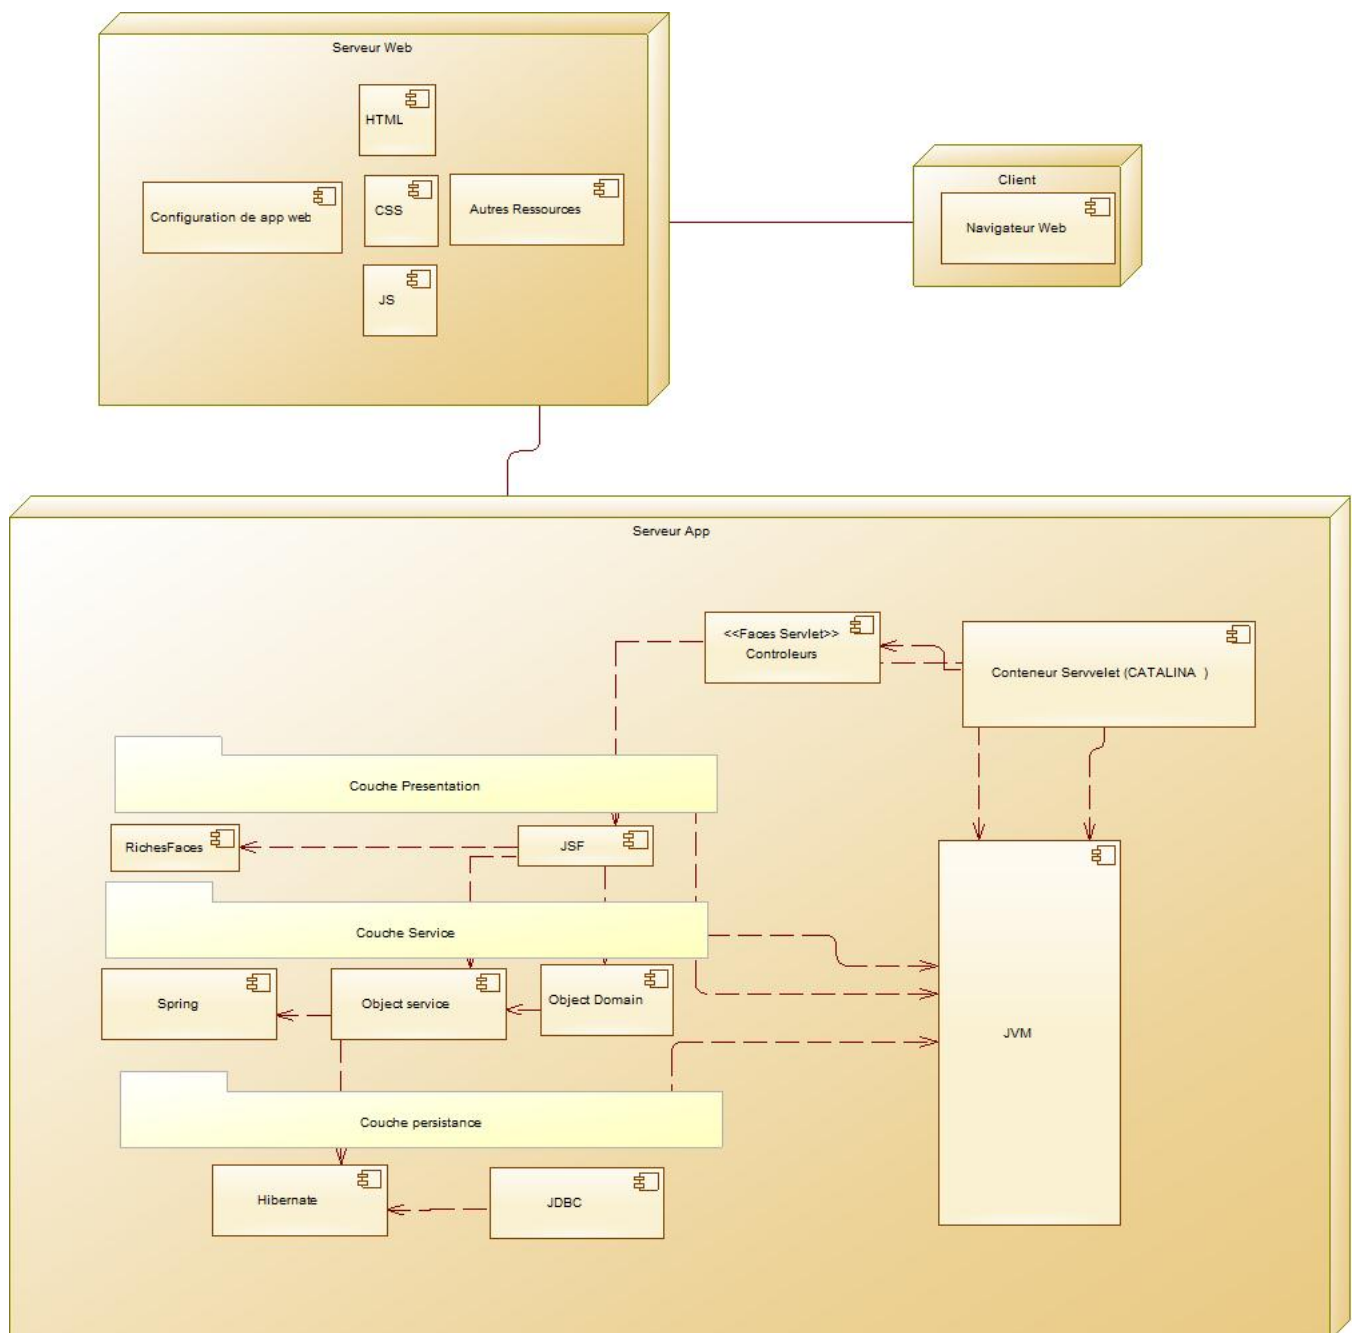 Serveur Web
HTML
Configuration de app web
CSS
Autres Ressources
JS
Client
Navigateur Web
Serveur App
<<Faces Servlet>>
Controleurs
Conteneur Servvelet (CATALINA )
Couche Presentation
RichesFaces
JSF
Couche Service
Spring
Object service
Object Domain
JVM
Couche persistance
Hibernate
JDBC